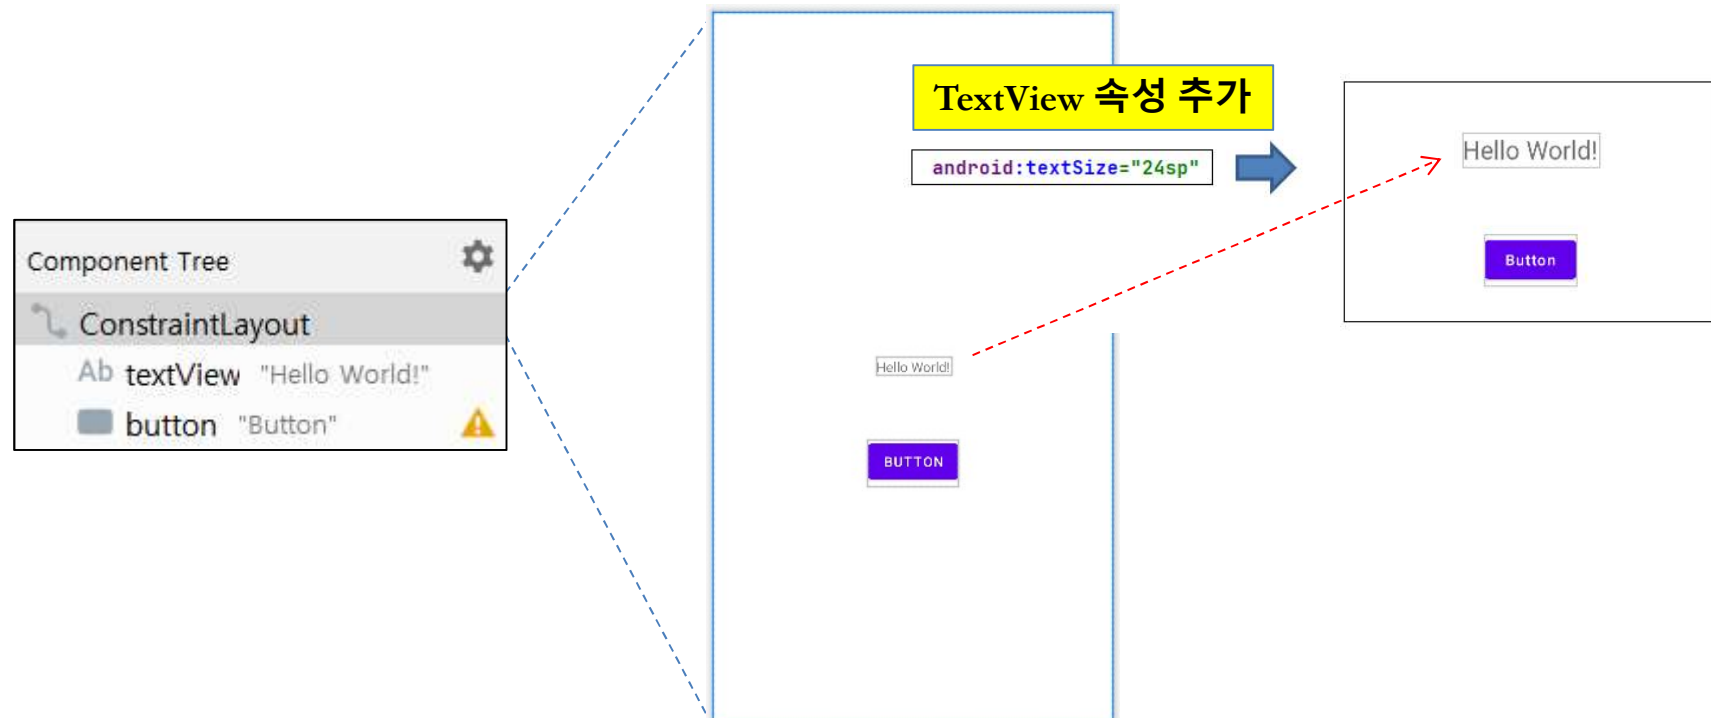 Component Tree
ConstraintLayout
Ab textView "Hello World!"
button "Button"
TextView 속성 추가
android:textSize="24sp"
Hello World!
BUTTON
Hello World!
Button